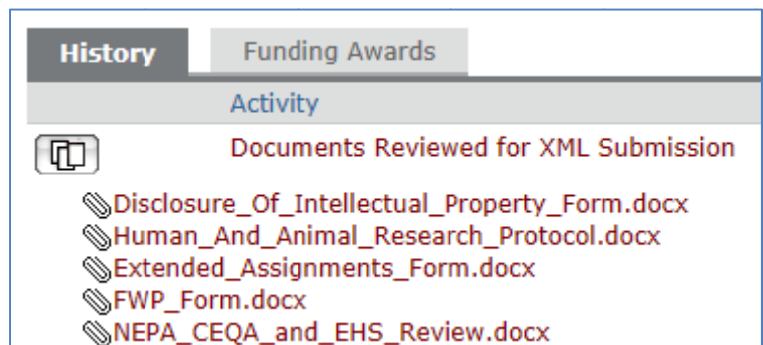 History Funding Awards
Activity
Documents Reviewed for XML Submission
Disclosure_Of_Intellectual_Property_Form.docx
Human_And_Animal_Research_Protocol.docx
Extended_Assignments_Form.docx
FWP_Form.docx
NEPA_CEQA_and_EHS_Review.docx